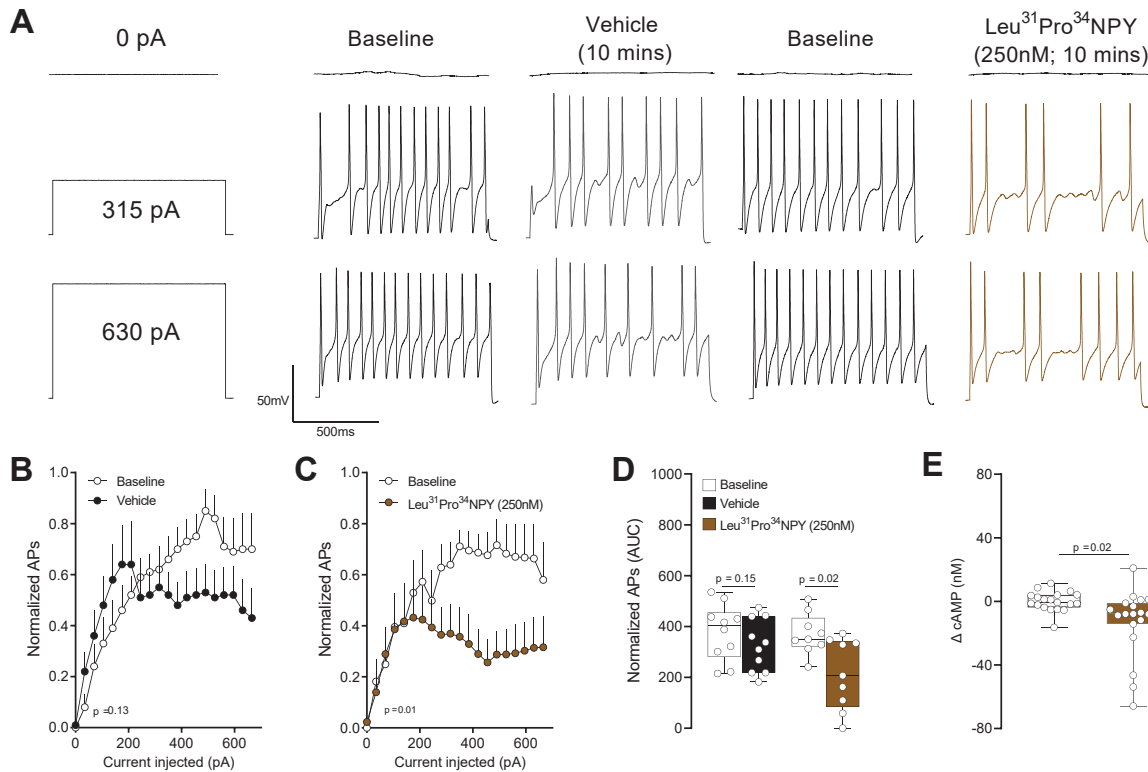 A
0 pA
Baseline
Vehicle
(10 mins)
Baseline
Leu³¹Pro³⁴NPY
(250nM; 10 mins)
315 pA
630 pA
50mV
500ms
B
1.0
0.8
0.6
0.4
0.2
0.0
Normalized APs
Baseline
Vehicle
p =0.13
0
200
400
600
Current injected (pA)
C
1.0
0.8
0.6
0.4
0.2
0.0
Normalized APs
Baseline
Leu³¹Pro³⁴NPY (250nM)
p =0.01
0
200
400
600
Current injected (pA)
D
1000
800
600
400
200
0
Normalized APs (AUC)
Baseline
Vehicle
Leu³¹Pro³⁴NPY (250nM)
p = 0.15
p = 0.02
E
80
40
0
-40
-80
Δ cAMP (nM)
p = 0.02